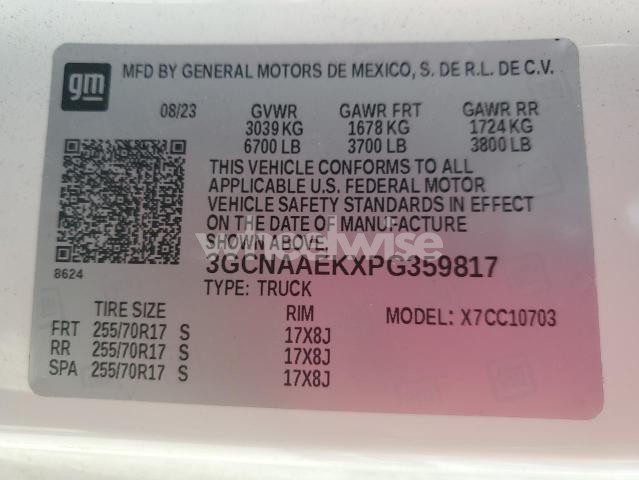 gm
MFD BY GENERAL MOTORS DE MEXICO, S. DE R.L. DE C.V.
08/23 GVWR GAWR FRT GAWR RR
3039 KG 1678 KG 1724 KG
6700 LB 3700 LB 3800 LB
THIS VEHICLE CONFORMS TO ALL
APPLICABLE U.S. FEDERAL MOTOR
VEHICLE SAFETY STANDARDS IN EFFECT
ON THE DATE OF MANUFACTURE
SHOWN ABOVE.
3GCNAAEKXPG359817
8624
TYPE: TRUCK
TIRE SIZE RIM MODEL: X7CC10703
FRT 255/70R17 S 17X8J
RR 255/70R17 S 17X8J
SPA 255/70R17 S 17X8J